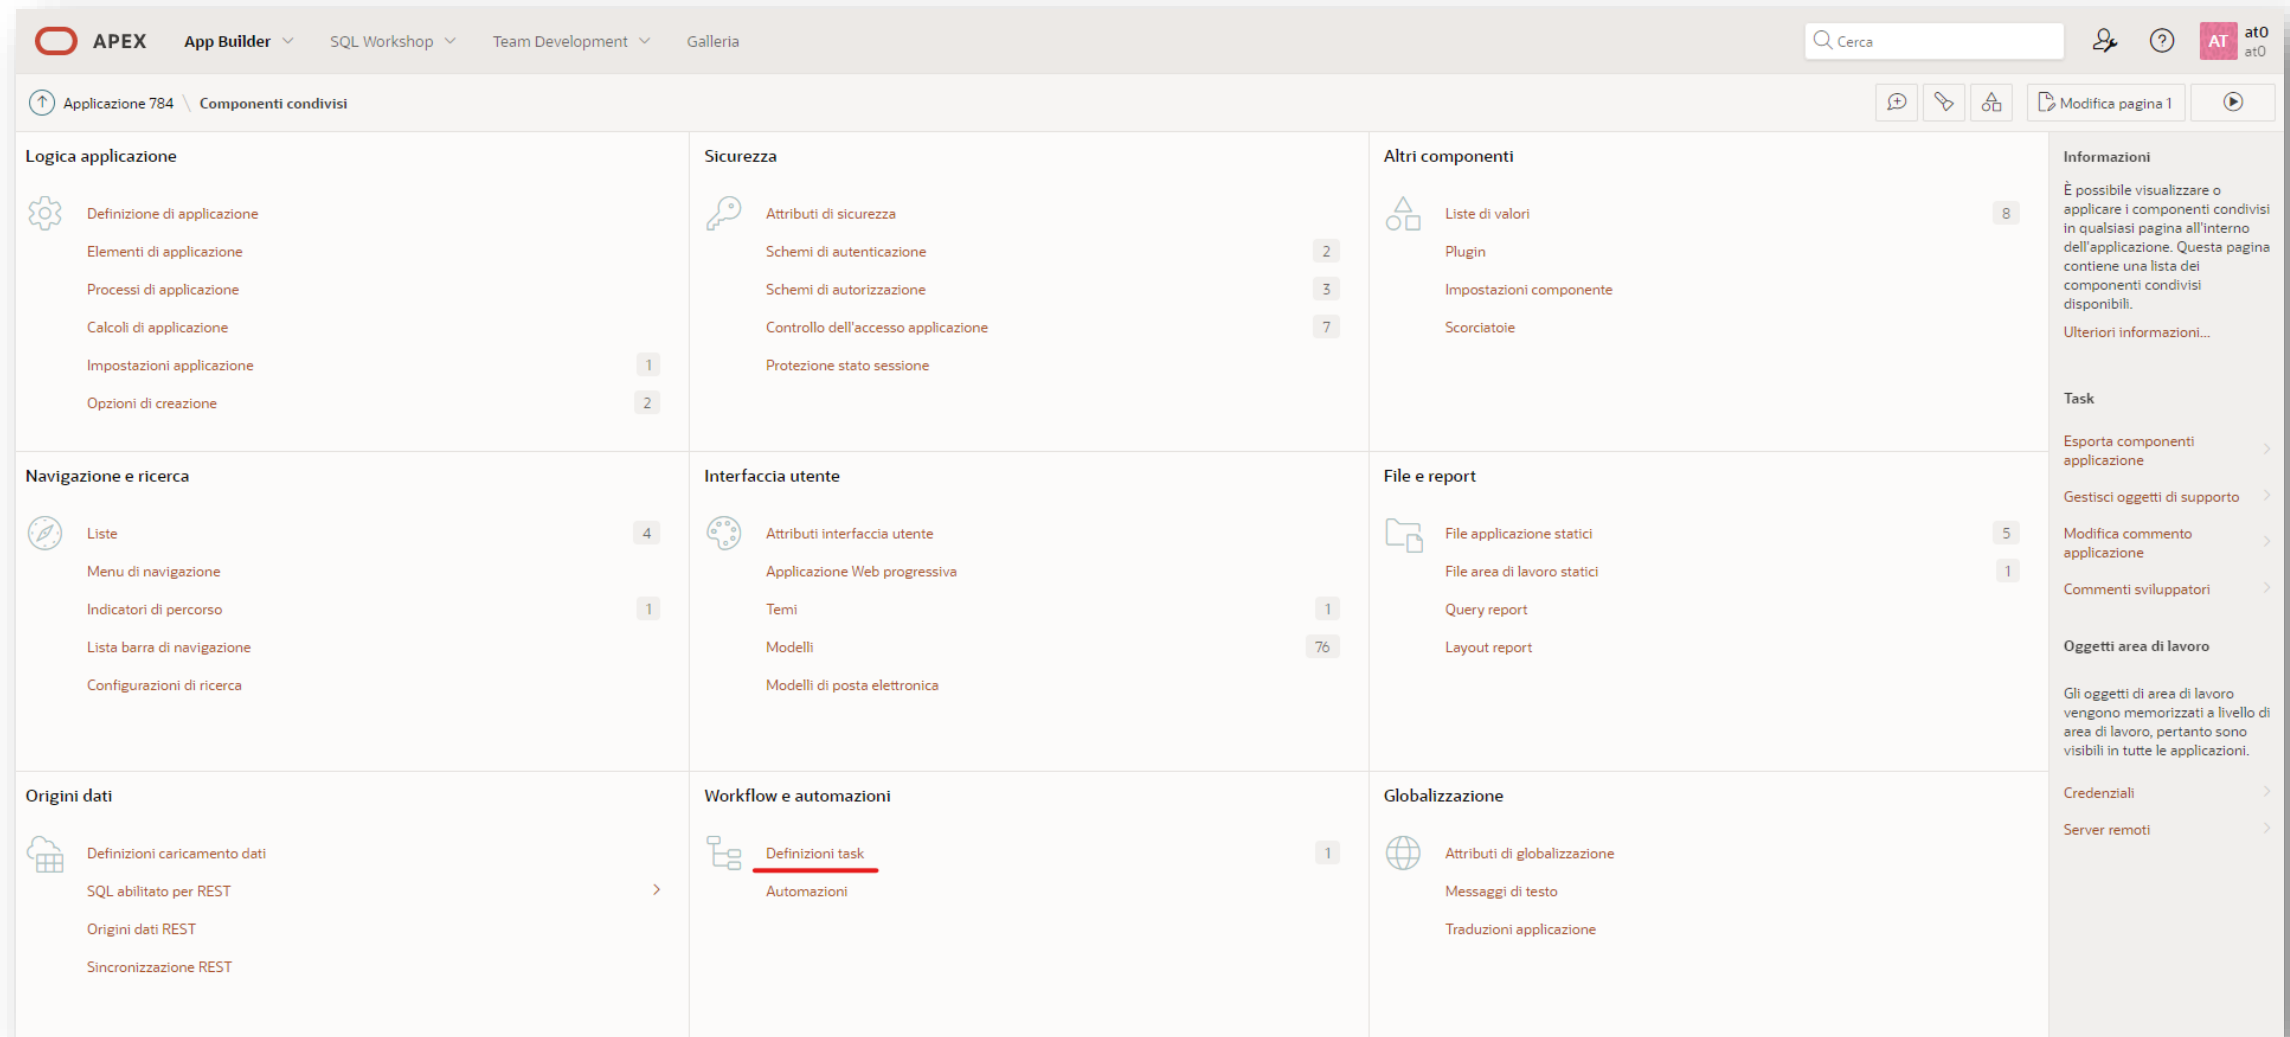 APEX
App Builder
SQL Workshop
Team Development
Galleria
Cerca
AT
at0
at0
Applicazione 784 \ Componenti condivisi
Modifica pagina 1
Logica applicazione
Definizione di applicazione
Elementi di applicazione
Processi di applicazione
Calcoli di applicazione
Impostazioni applicazione 1
Opzioni di creazione 2
Sicurezza
Attributi di sicurezza
Schemi di autenticazione 2
Schemi di autorizzazione 3
Controllo dell'accesso applicazione 7
Protezione stato sessione
Altri componenti
Liste di valori 8
Plugin
Impostazioni componente
Scorciatoie
Navigazione e ricerca
Liste 4
Menu di navigazione
Indicatori di percorso 1
Lista barra di navigazione
Configurazioni di ricerca
Interfaccia utente
Attributi interfaccia utente
Applicazione Web progressiva
Temi 1
Modelli 76
Modelli di posta elettronica
File e report
File applicazione statici 5
File area di lavoro statici 1
Query report
Layout report
Origini dati
Definizioni caricamento dati
SQL abilitato per REST
Origini dati REST
Sincronizzazione REST
Workflow e automazioni
Definizioni task 1
Automazioni
Globalizzazione
Attributi di globalizzazione
Messaggi di testo
Traduzioni applicazione
Informazioni
È possibile visualizzare o
applicare i componenti condivisi
in qualsiasi pagina all'interno
dell'applicazione. Questa pagina
contiene una lista dei
componenti condivisi
disponibili.
Ulteriori informazioni...
Task
Esporta componenti
applicazione
Gestisci oggetti di supporto
Modifica commento
applicazione
Commenti sviluppatori
Oggetti area di lavoro
Gli oggetti di area di lavoro
vengono memorizzati a livello di
area di lavoro, pertanto sono
visibili in tutte le applicazioni.
Credenziali
Server remoti